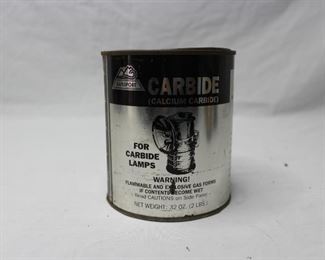 CARBIDE
(CALCIUM CARBIDE)
FOR
CARBIDE
LAMPS
WARNING!
FLAMMABLE AND EXPLOSIVE GAS FORMS
IF CONTENTS BECOME WET
Read CAUTIONS on Side Panel
NET WEIGHT: 32 OZ. (2 LBS.)